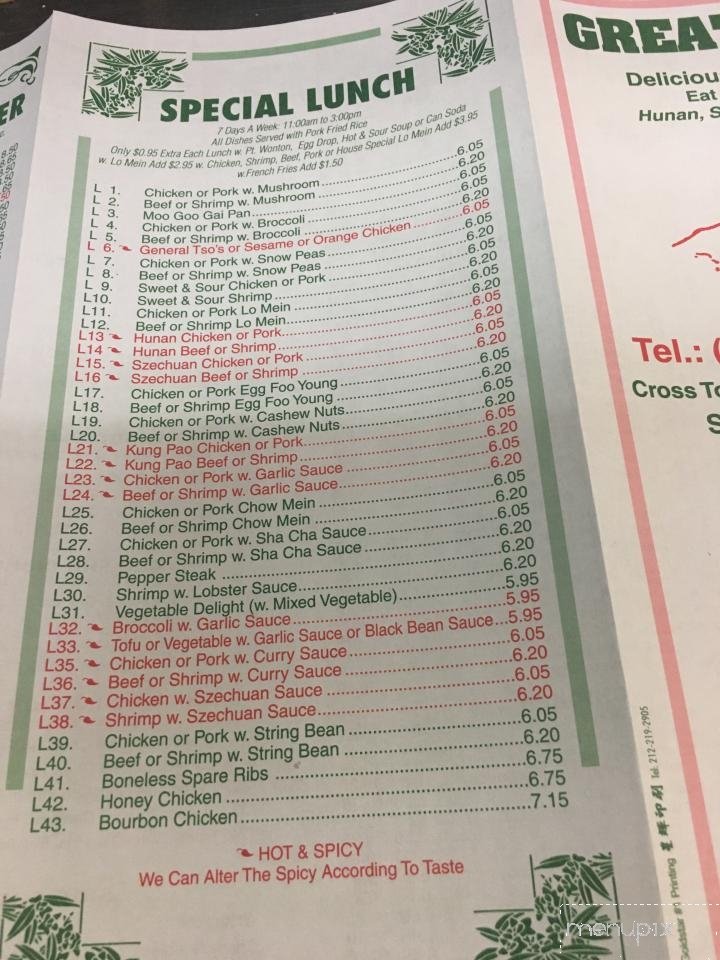 SPECIAL LUNCH
7 Days A Week: 11:00am to 3:00pm
All Dishes Served with Pork Fried Rice
Only $0.95 Extra Each Lunch w. Pt. Wonton, Egg Drop, Hot & Sour Soup or Can Soda
w. Lo Mein Add $2.95 w. Chicken, Shrimp, Beef, Pork or House Special Lo Mein Add $3.95
w.French Fries Add $1.50
L 1. Chicken or Pork w. Mushroom 6.05
L 2. Beef or Shrimp w. Mushroom 6.20
L 3. Moo Goo Gai Pan 6.05
L 4. Chicken or Pork w. Broccoli 6.05
L 5. Beef or Shrimp w. Broccoli 6.20
L 6. General Tso's or Sesame or Orange Chicken 6.05
L 7. Chicken or Pork w. Snow Peas 6.05
L 8. Beef or Shrimp w. Snow Peas 6.20
L 9. Sweet & Sour Chicken or Pork 6.05
L10. Sweet & Sour Shrimp 6.20
L11. Chicken or Pork Lo Mein 6.05
L12. Beef or Shrimp Lo Mein 6.20
L13 Hunan Chicken or Pork 6.05
L14 Hunan Beef or Shrimp 6.20
L15. Szechuan Chicken or Pork 6.05
L16 Szechuan Beef or Shrimp 6.20
L17. Chicken or Pork Egg Foo Young 6.05
L18. Beef or Shrimp Egg Foo Young 6.20
L19. Chicken or Pork w. Cashew Nuts 6.05
L20. Beef or Shrimp w. Cashew Nuts 6.20
L21. Kung Pao Chicken or Pork 6.05
L22. Kung Pao Beef or Shrimp 6.20
L23. Chicken or Pork w. Garlic Sauce 6.05
L24. Beef or Shrimp w. Garlic Sauce 6.20
L25. Chicken or Pork Chow Mein 6.05
L26. Beef or Shrimp Chow Mein 6.20
L27. Chicken or Pork w. Sha Cha Sauce 6.05
L28. Beef or Shrimp w. Sha Cha Sauce 6.20
L29. Pepper Steak 6.20
L30. Shrimp w. Lobster Sauce 6.20
L31. Vegetable Delight (w. Mixed Vegetable) 5.95
L32. Broccoli w. Garlic Sauce 5.95
L33. Tofu or Vegetable w. Garlic Sauce or Black Bean Sauce 5.95
L35. Chicken or Pork w. Curry Sauce 6.05
L36. Beef or Shrimp w. Curry Sauce 6.20
L37. Chicken w. Szechuan Sauce 6.05
L38. Shrimp w. Szechuan Sauce 6.20
L39. Chicken or Pork w. String Bean 6.05
L40. Beef or Shrimp w. String Bean 6.20
L41. Boneless Spare Ribs 6.75
L42. Honey Chicken 6.75
L43. Bourbon Chicken 7.15
HOT & SPICY
We Can Alter The Spicy According To Taste
ER
GREA
Deliciou
Eat
Hunan, S
Tel.: (
Cross To
S
Printing Tel: 212-219-2905
menupix